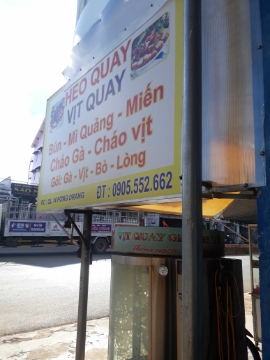 HEO QUAY
VỊT QUAY
Bún - Mì Quảng - Miến
Cháo Gà - Cháo vịt
Gỏi: Gà - Vịt - Bò - Lòng
ĐT : 0905.552.662
VỊT QUAY